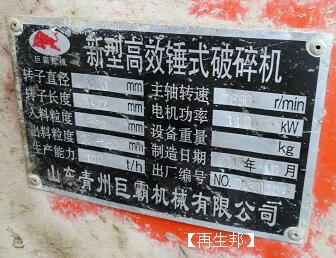 巨霸机械
新型高效锤式破碎机
转子直径 mm 主轴转速 r/min
转子长度 mm 电机功率 110 kW
入料粒度 mm 设备重量 kg
出料粒度 mm 制造日期 年 月
生产能力 t/h 出厂编号 NO.
山东青州巨霸机械有限公司
【再生邦】